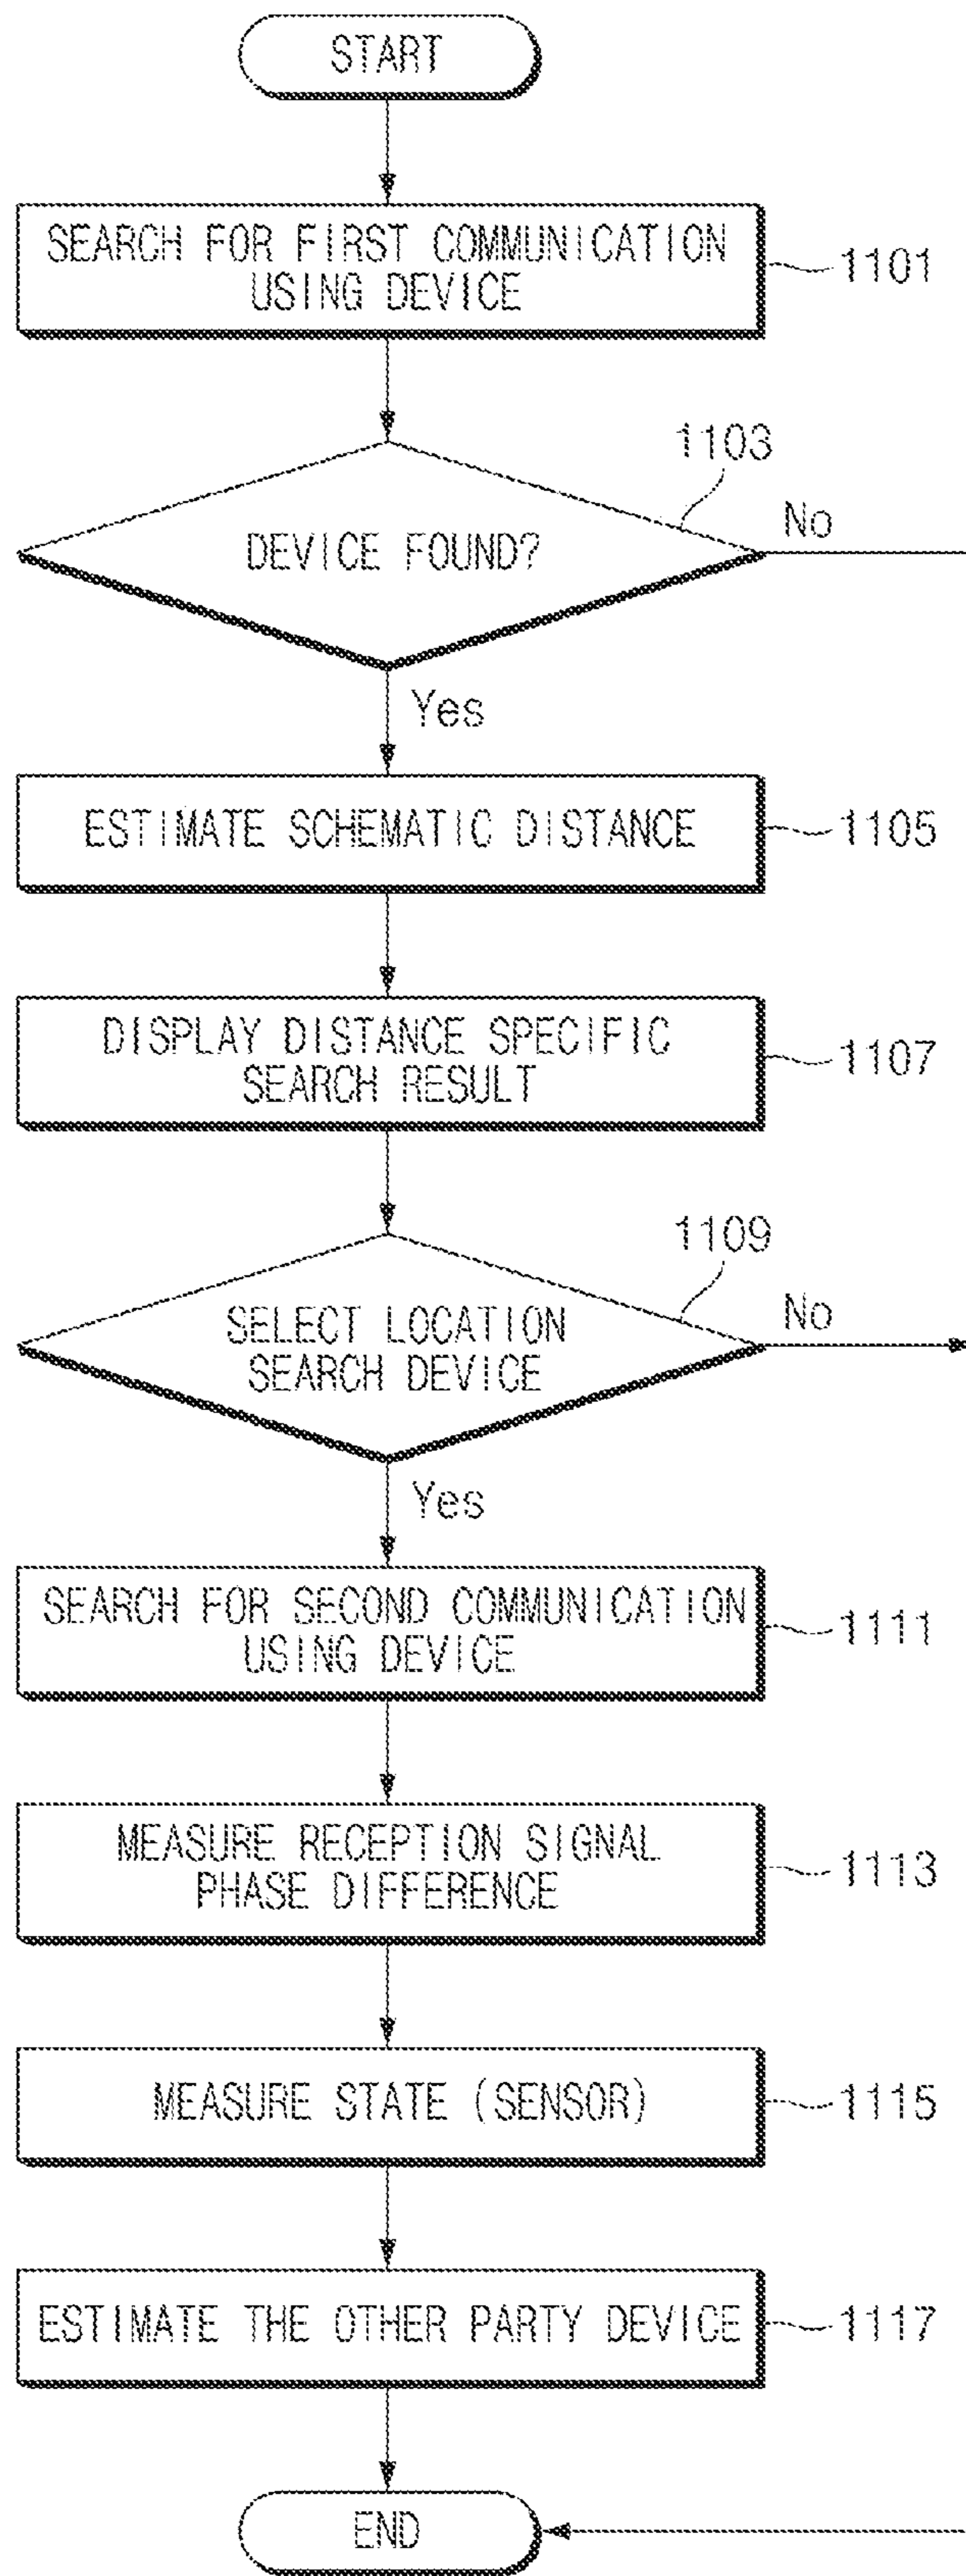 START
SEARCH FOR FIRST COMMUNICATION
USING DEVICE
1101
1103
DEVICE FOUND?
No
Yes
ESTIMATE SCHEMATIC DISTANCE
1105
DISPLAY DISTANCE SPECIFIC
SEARCH RESULT
1107
1109
SELECT LOCATION
SEARCH DEVICE
No
Yes
SEARCH FOR SECOND COMMUNICATION
USING DEVICE
1111
MEASURE RECEPTION SIGNAL
PHASE DIFFERENCE
1113
MEASURE STATE (SENSOR)
1115
ESTIMATE THE OTHER PARTY DEVICE
1117
END